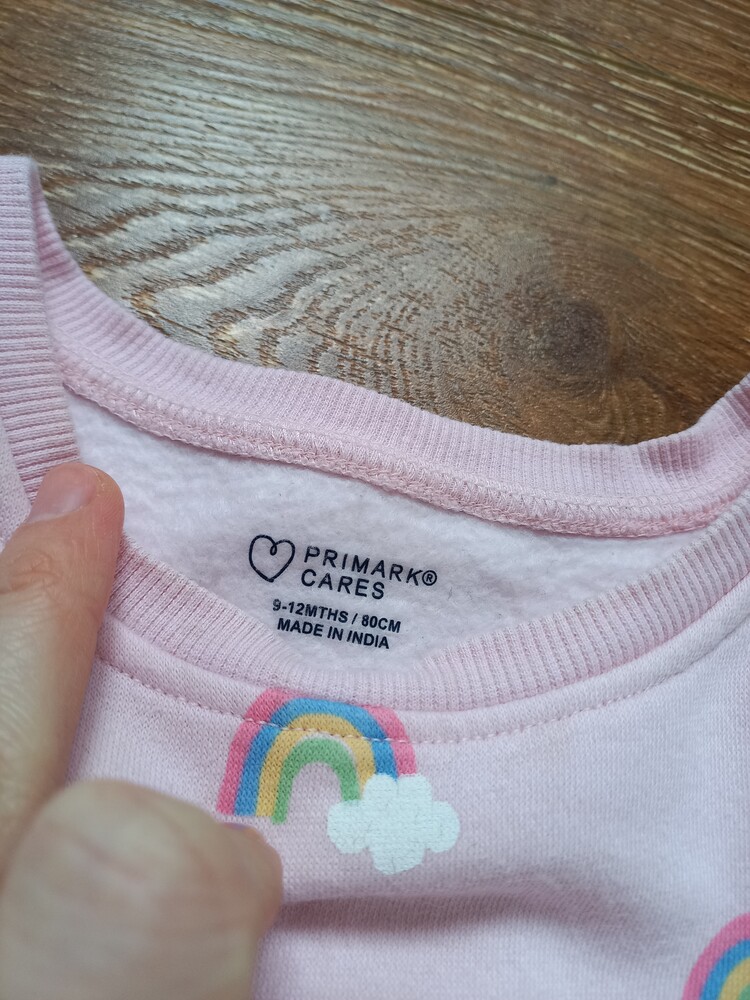 PRIMARK®
CARES
9-12MTHS / 80CM
MADE IN INDIA